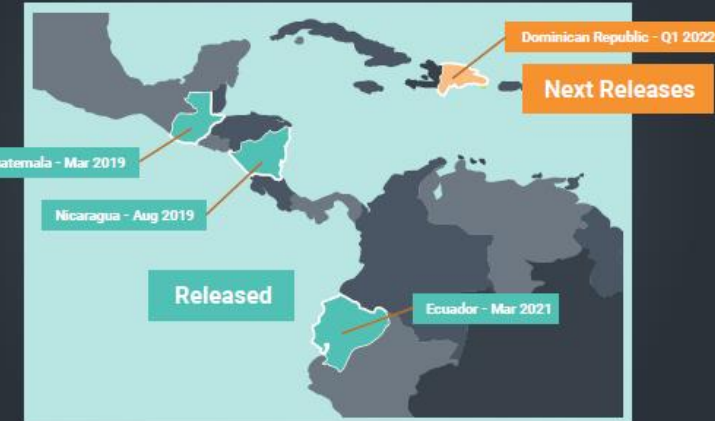 Dominican Republic - Q1 2022
Next Releases
atemala - Mar 2019
Nicaragua - Aug 2019
Released
Ecuador - Mar 2021